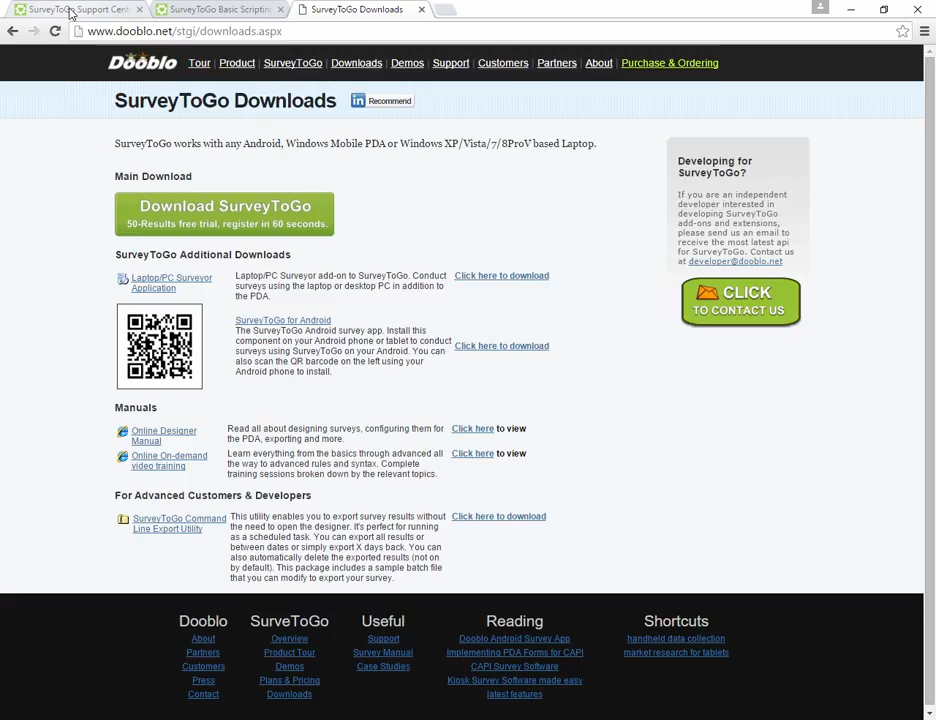 SurveyToGo Support Cent
SurveyToGo Basic Scripting
SurveyToGo Downloads
www.dooblo.net/stgi/downloads.aspx
Dooblo
Tour | Product | SurveyToGo | Downloads | Demos | Support | Customers | Partners | About | Purchase & Ordering
SurveyToGo Downloads
in Recommend
SurveyToGo works with any Android, Windows Mobile PDA or Windows XP/Vista/7/8ProV based Laptop.
Main Download
Download SurveyToGo
50-Results free trial, register in 60 seconds.
SurveyToGo Additional Downloads
Laptop/PC Surveyor
Application
Laptop/PC Surveyor add-on to SurveyToGo. Conduct
surveys using the laptop or desktop PC in addition to
the PDA.
Click here to download
SurveyToGo for Android
The SurveyToGo Android survey app. Install this
component on your Android phone or tablet to conduct
surveys using SurveyToGo on your Android. You can
also scan the QR barcode on the left using your
Android phone to install.
Click here to download
Manuals
Online Designer
Manual
Read all about designing surveys, configuring them for
the PDA, exporting and more.
Click here to view
Online On-demand
video training
Learn everything from the basics through advanced all
the way to advanced rules and syntax. Complete
training sessions broken down by the relevant topics.
Click here to view
For Advanced Customers & Developers
SurveyToGo Command
Line Export Utility
This utility enables you to export survey results without
the need to open the designer. It's perfect for running
as a scheduled task. You can export all results or
between dates or simply export X days back. You can
also automatically delete the exported results (not on
by default). This package includes a sample batch file
that you can modify to export your survey.
Click here to download
Developing for
SurveyToGo?
If you are an independent
developer interested in
developing SurveyToGo
add-ons and extensions,
please send us an email to
receive the most latest api
for SurveyToGo. Contact us
at developer@dooblo.net
CLICK
TO CONTACT US
Dooblo
About
Partners
Customers
Press
Contact
SurveToGo
Overview
Product Tour
Demos
Plans & Pricing
Downloads
Useful
Support
Survey Manual
Case Studies
Reading
Dooblo Android Survey App
Implementing PDA Forms for CAPI
CAPI Survey Software
Kiosk Survey Software made easy
latest features
Shortcuts
handheld data collection
market research for tablets